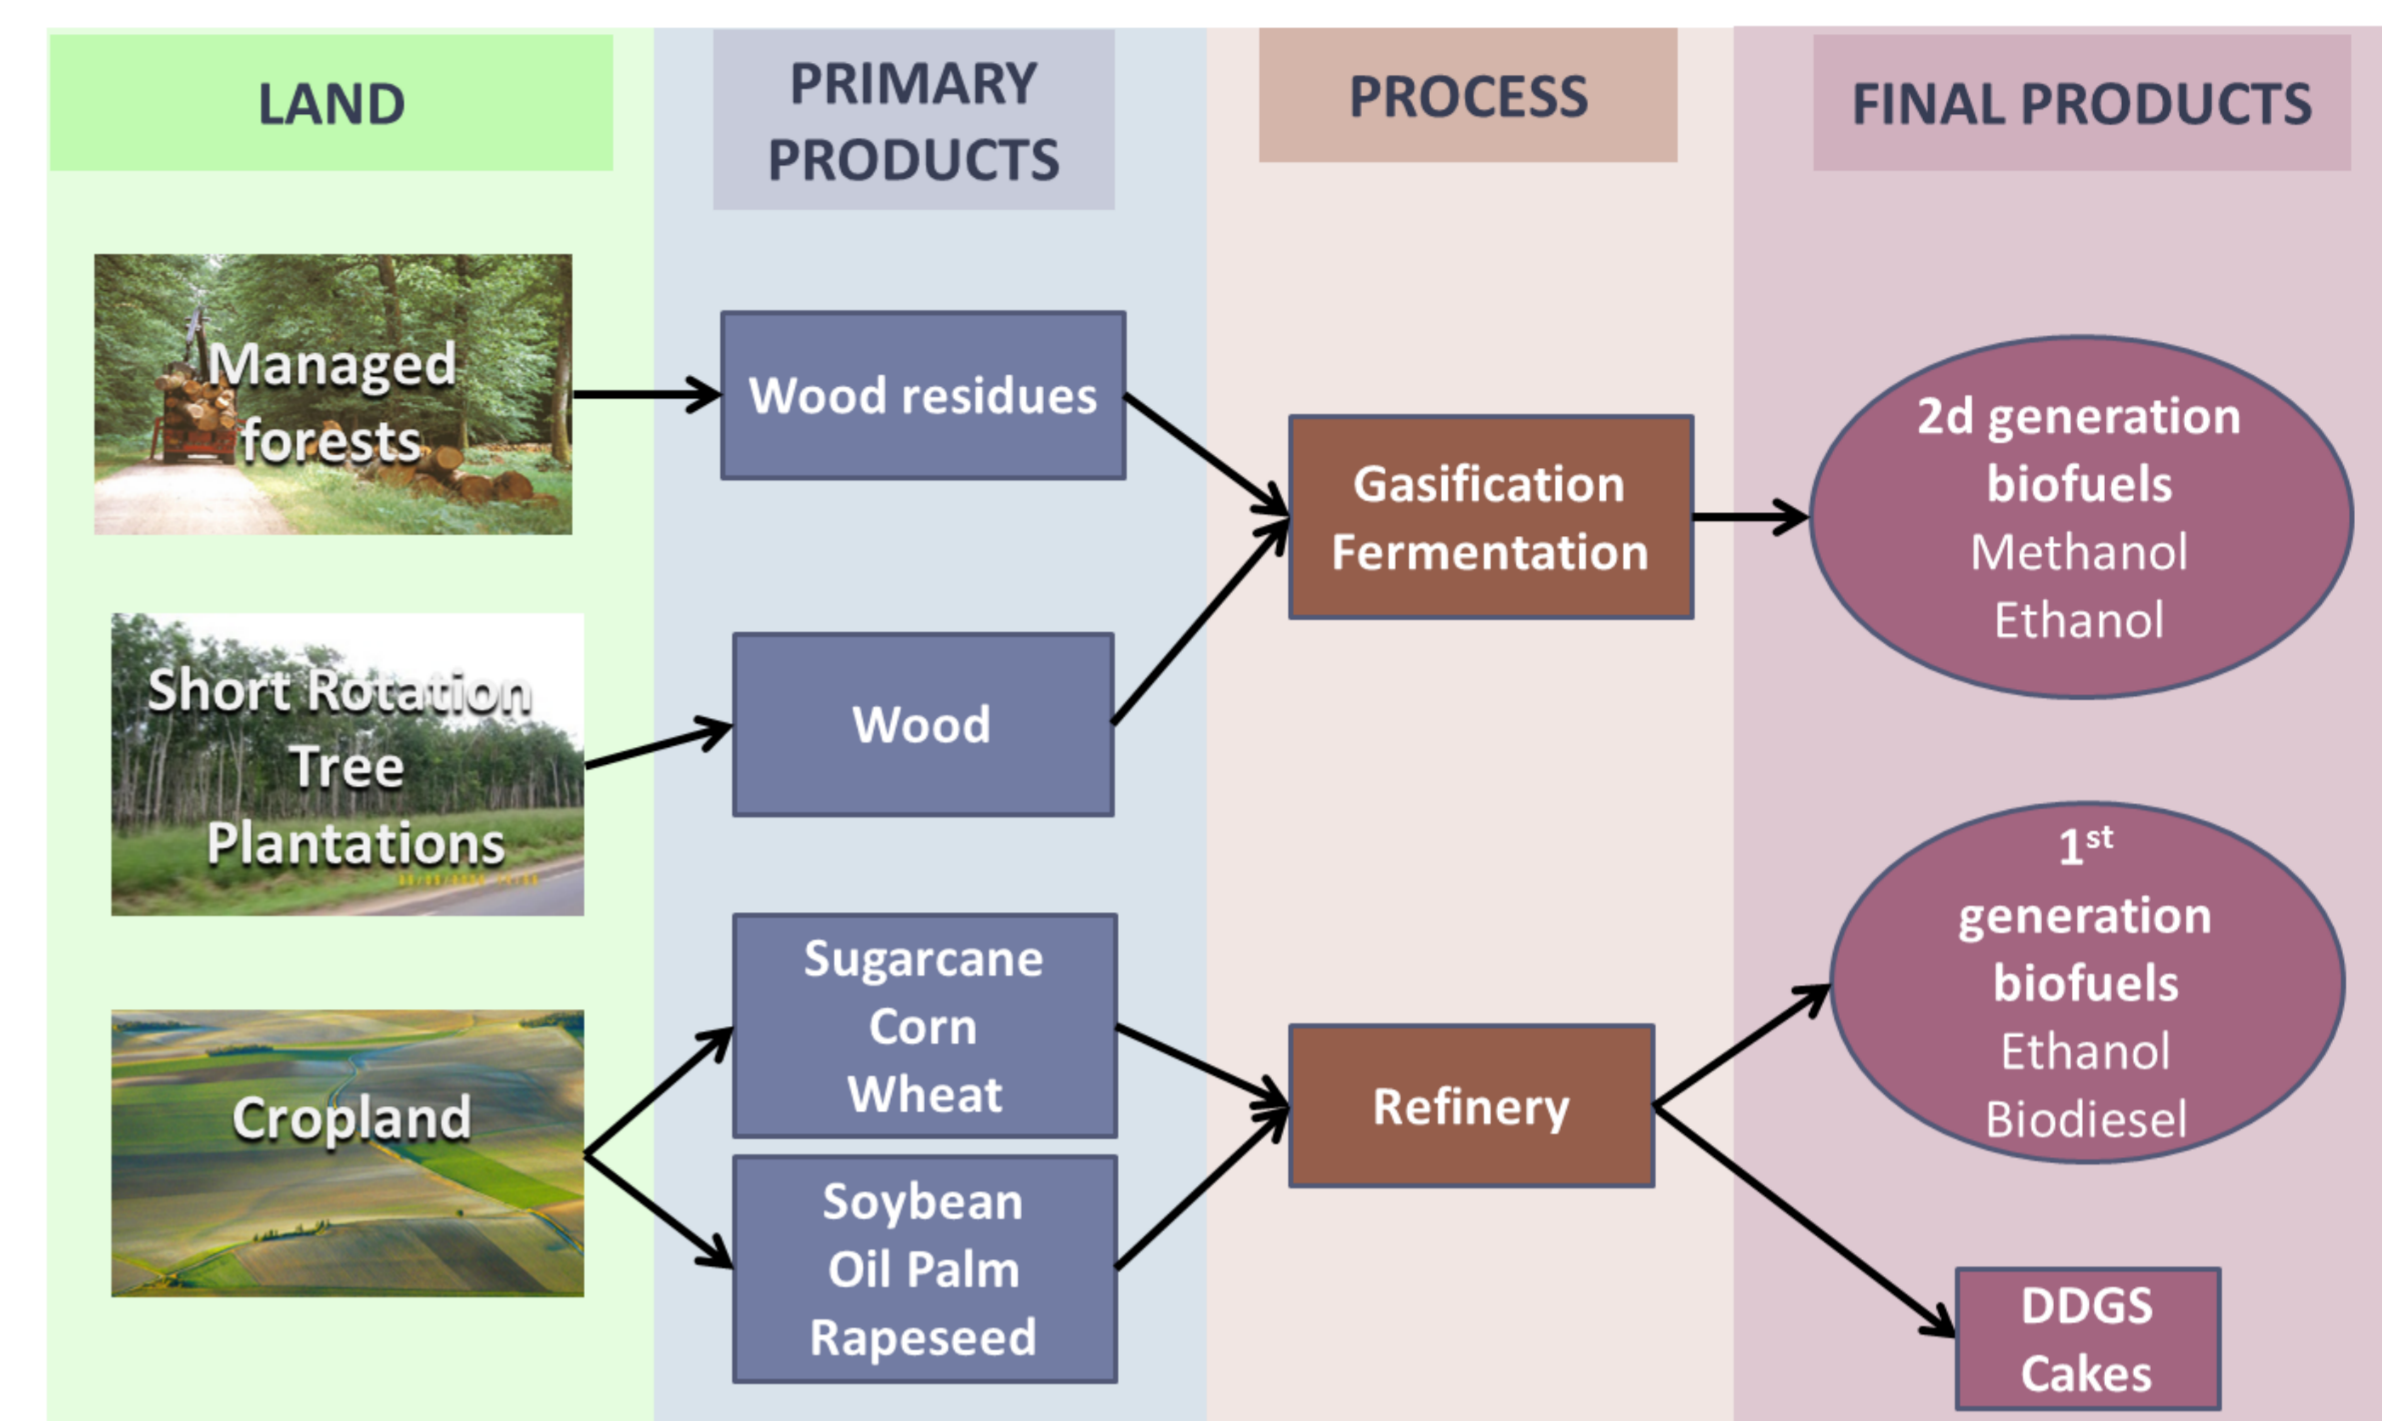 LAND
PRIMARY
PRODUCTS
PROCESS
FINAL PRODUCTS
Managed
forests
Wood residues
Gasification
Fermentation
2d generation
biofuels
Methanol
Ethanol
Short Rotation
Tree
Plantations
Wood
Cropland
Sugarcane
Corn
Wheat
Soybean
Oil Palm
Rapeseed
Refinery
1st
generation
biofuels
Ethanol
Biodiesel
DDGS
Cakes